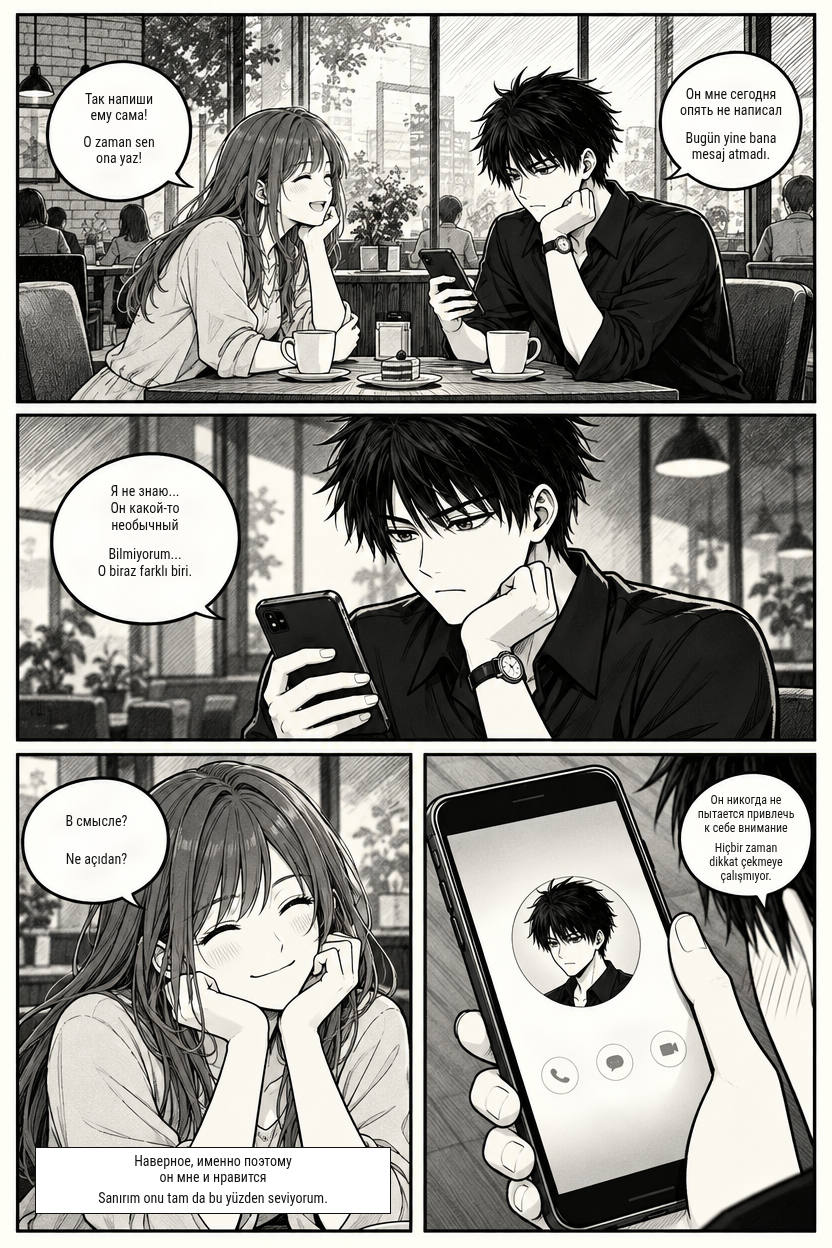 Так напиши
ему сама!
O zaman sen
ona yaz!
Он мне сегодня
опять не написал
Bugün yine bana
mesaj atmadı.
Я не знаю...
Он какой-то
необычный
Bilmiyorum...
O biraz farklı biri.
В смысле?
Ne açıdan?
Он никогда не
пытается привлечь
к себе внимание
Hiçbir zaman
dikkat çekmeye
çalışmıyor.
Наверное, именно поэтому
он мне и нравится
Sanırım onu tam da bu yüzden seviyorum.